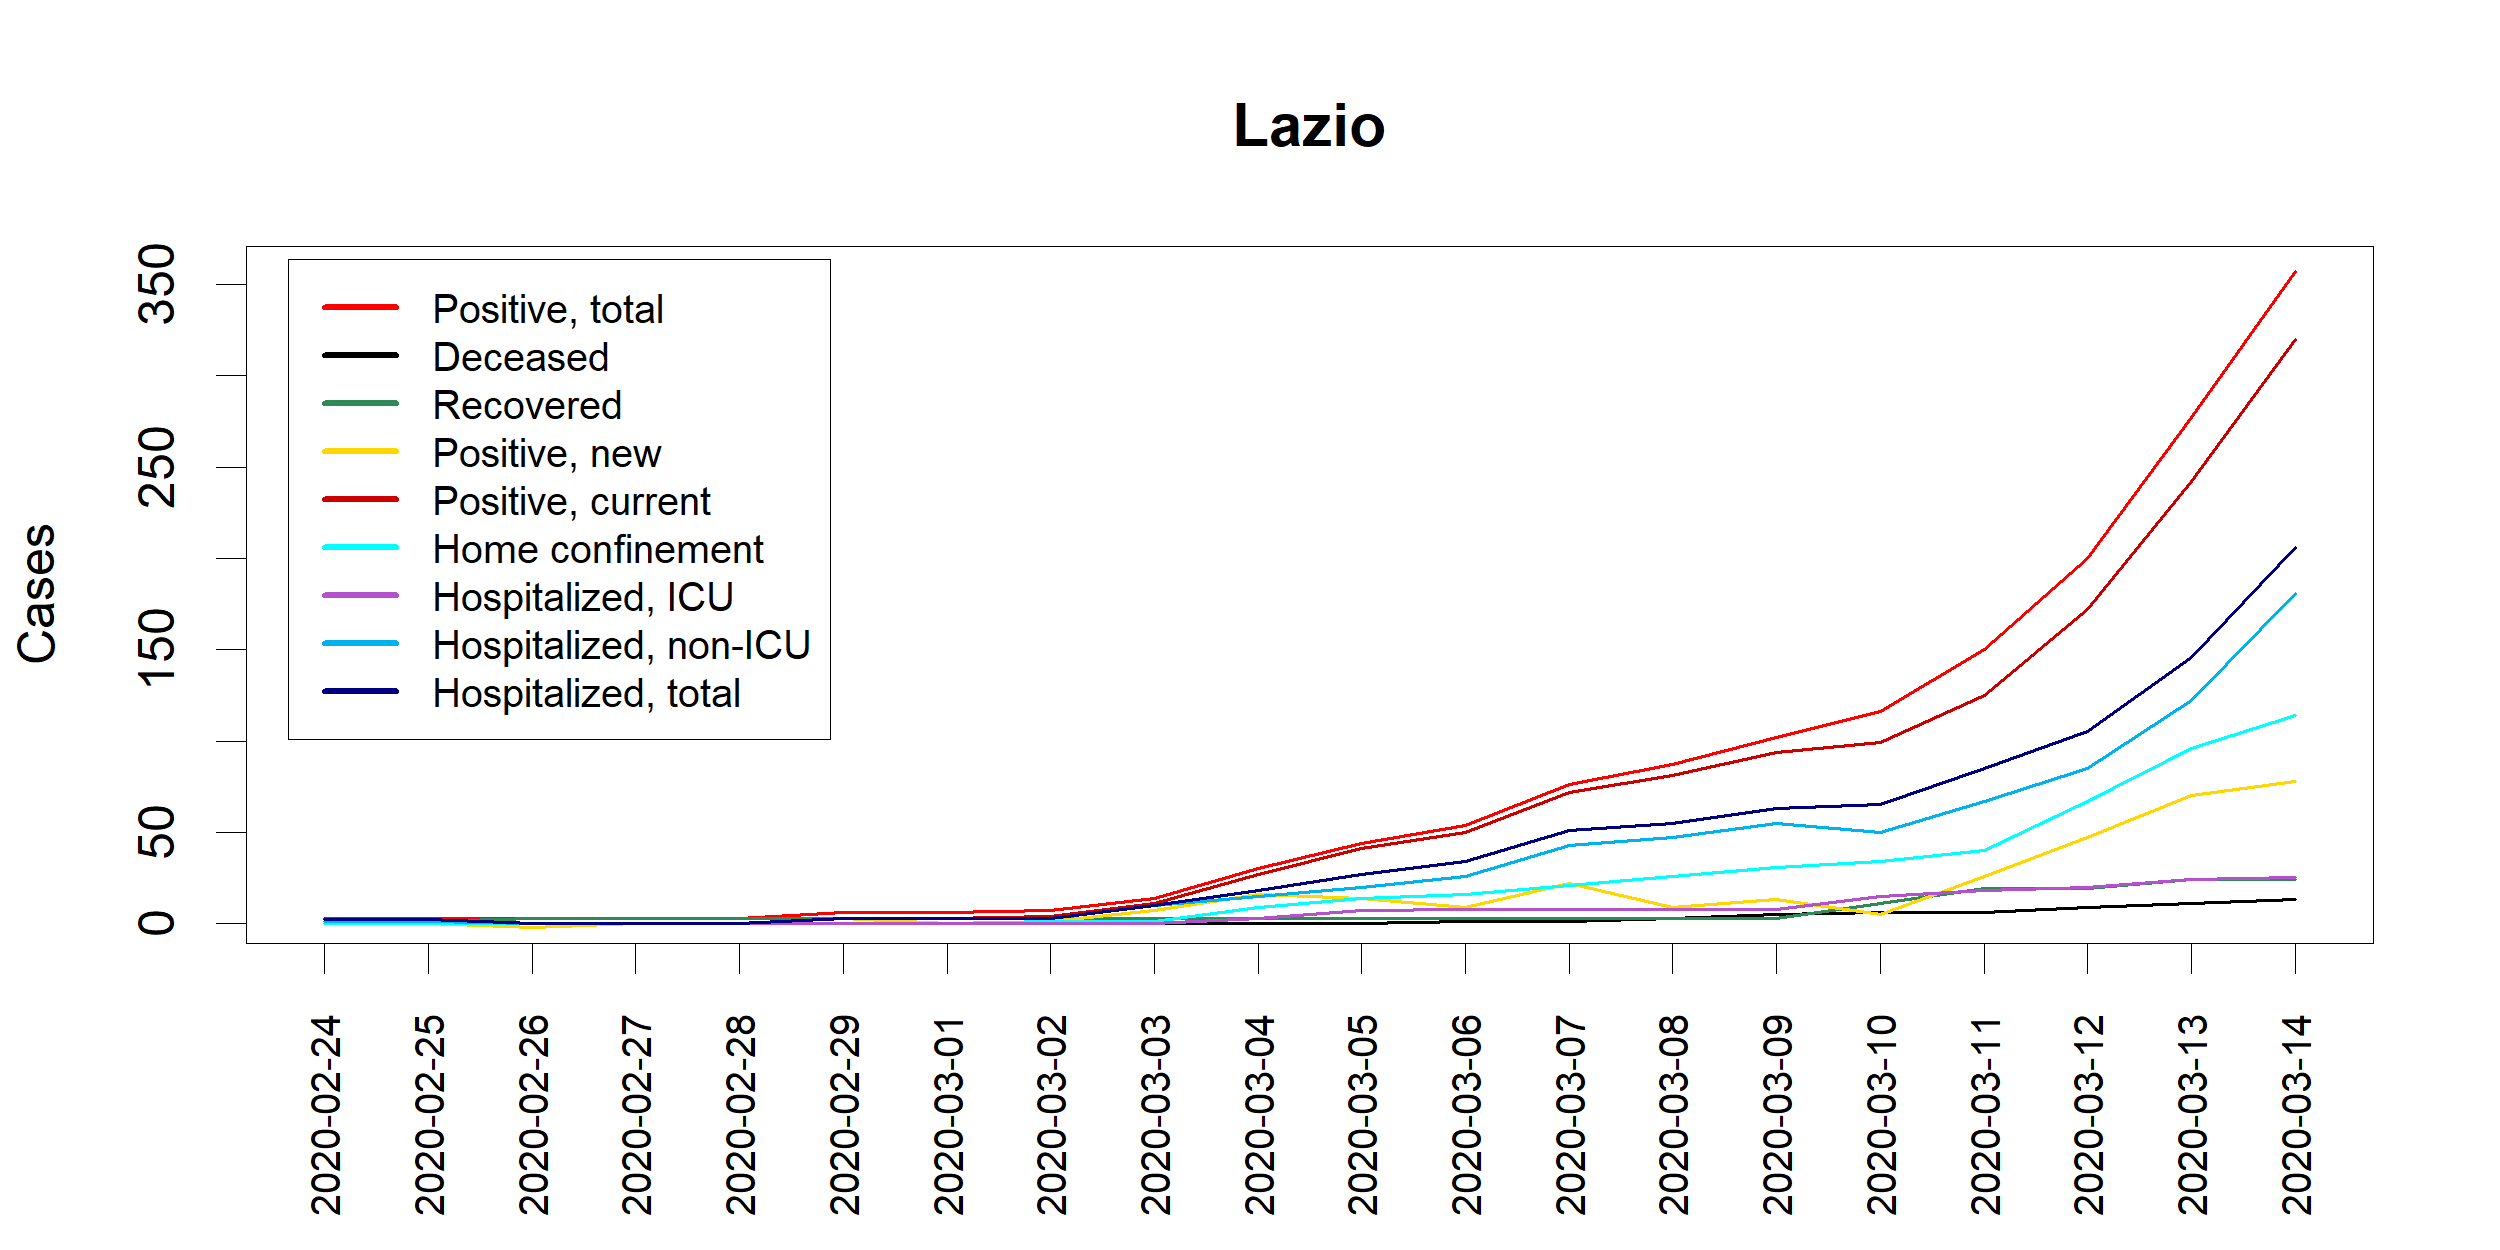 Lazio
Cases
350
250
150
50
0
Positive, total
Deceased
Recovered
Positive, new
Positive, current
Home confinement
Hospitalized, ICU
Hospitalized, non-ICU
Hospitalized, total
2020-02-24
2020-02-25
2020-02-26
2020-02-27
2020-02-28
2020-02-29
2020-03-01
2020-03-02
2020-03-03
2020-03-04
2020-03-05
2020-03-06
2020-03-07
2020-03-08
2020-03-09
2020-03-10
2020-03-11
2020-03-12
2020-03-13
2020-03-14